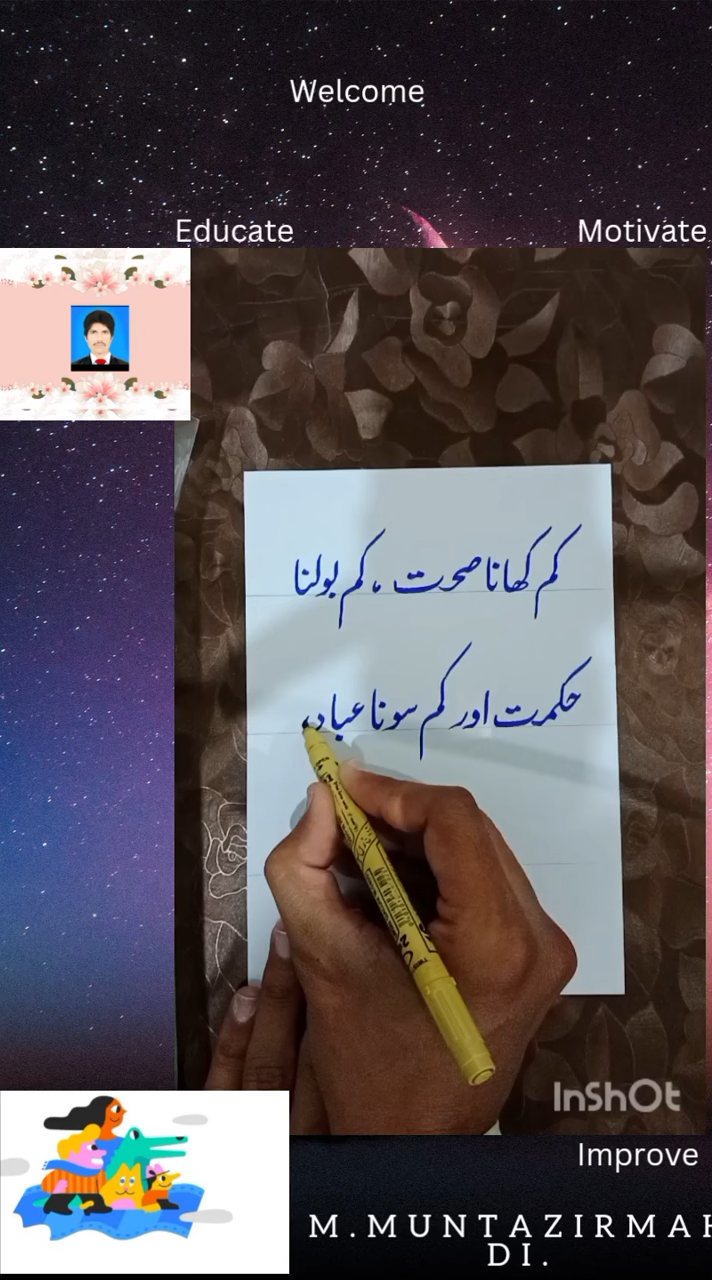 Welcome
Educate
Motivate
کم کھانا صحت ، کم بولنا
حکمت اور کم سونا عباد
InShOt
Improve
M.MUNTAZIRMAH
DI.